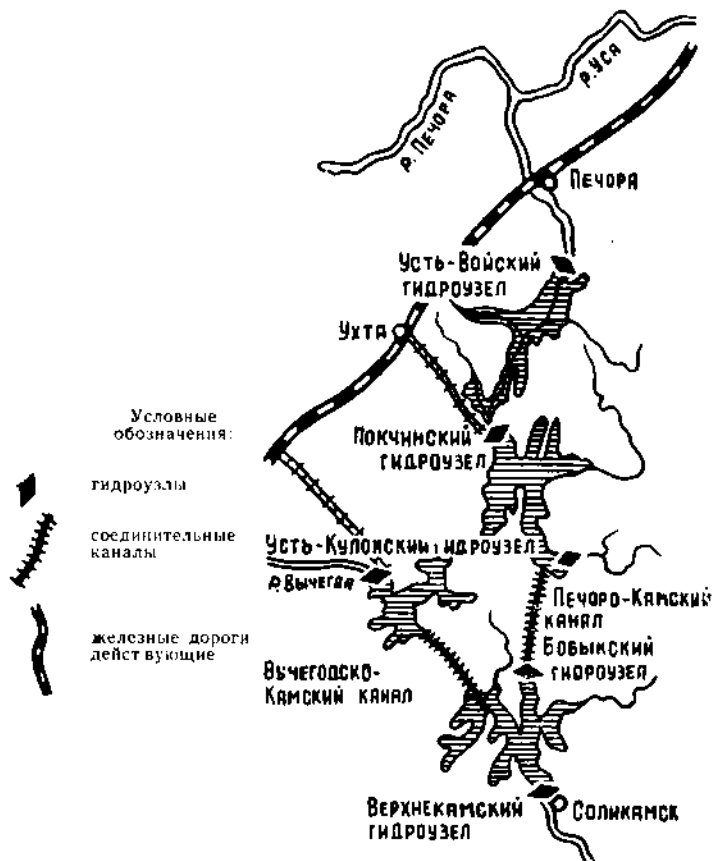 р. Уса
р. Печора
Печора
Усть-Войский
гидроузел
Ухта
Условные
обозначения:
Покчинский
гидроузел
гидроузлы
соединительные
каналы
Усть-Куломский гидроузел
р. Вычегда
Печоро-Камский
канал
Бобыкский
гидроузел
железные дороги
действующие
Вычегодско-
Камский канал
Верхнекамский
гидроузел
Соликамск